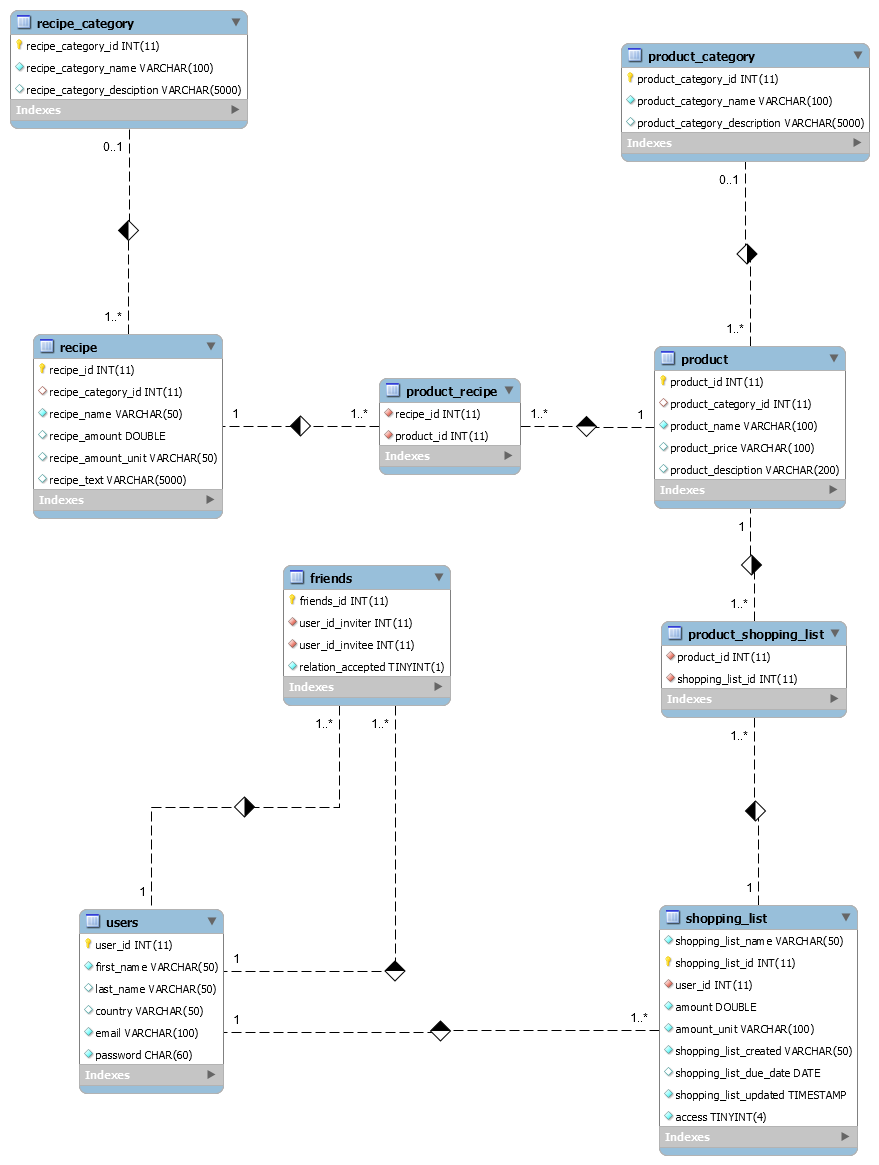 recipe_category
recipe_category_id INT(11)
recipe_category_name VARCHAR(100)
recipe_category_desciption VARCHAR(5000)
Indexes
0..1
1..*
product_category
product_category_id INT(11)
product_category_name VARCHAR(100)
product_category_description VARCHAR(5000)
Indexes
0..1
1..*
recipe
recipe_id INT(11)
recipe_category_id INT(11)
recipe_name VARCHAR(50)
recipe_amount DOUBLE
recipe_amount_unit VARCHAR(50)
recipe_text VARCHAR(5000)
Indexes
1
1..*
product_recipe
recipe_id INT(11)
product_id INT(11)
Indexes
1..*
1
product
product_id INT(11)
product_category_id INT(11)
product_name VARCHAR(100)
product_price VARCHAR(100)
product_desciption VARCHAR(200)
Indexes
1
1..*
friends
friends_id INT(11)
user_id_inviter INT(11)
user_id_invitee INT(11)
relation_accepted TINYINT(1)
Indexes
1..*
1..*
product_shopping_list
product_id INT(11)
shopping_list_id INT(11)
Indexes
1..*
1
1
users
user_id INT(11)
first_name VARCHAR(50)
last_name VARCHAR(50)
country VARCHAR(50)
email VARCHAR(100)
password CHAR(60)
Indexes
1
1
1..*
shopping_list
shopping_list_name VARCHAR(50)
shopping_list_id INT(11)
user_id INT(11)
amount DOUBLE
amount_unit VARCHAR(100)
shopping_list_created VARCHAR(50)
shopping_list_due_date DATE
shopping_list_updated TIMESTAMP
access TINYINT(4)
Indexes